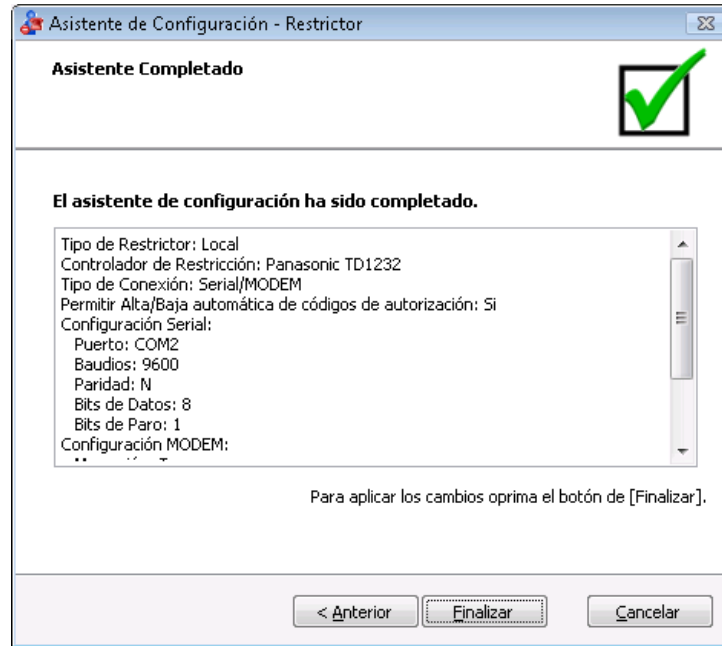 Asistente de Configuración - Restrictor
Asistente Completado
El asistente de configuración ha sido completado.
Tipo de Restrictor: Local
Controlador de Restricción: Panasonic TD1232
Tipo de Conexión: Serial/MODEM
Permitir Alta/Baja automática de códigos de autorización: Si
Configuración Serial:
Puerto: COM2
Baudios: 9600
Paridad: N
Bits de Datos: 8
Bits de Paro: 1
Configuración MODEM:
Para aplicar los cambios oprima el botón de [Finalizar].
< Anterior
Finalizar
Cancelar